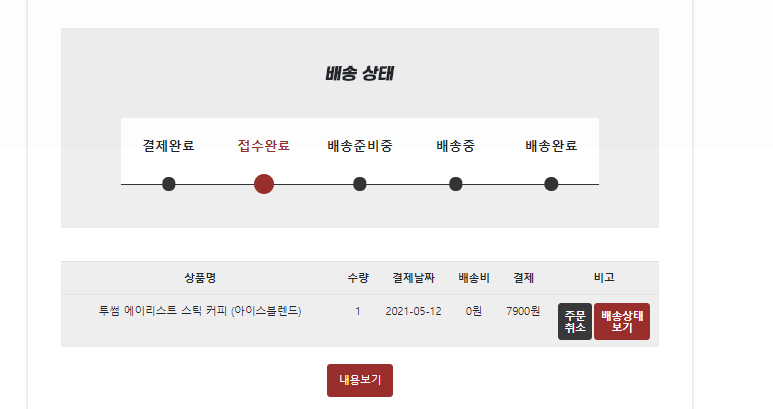 배송 상태
결제완료 접수완료 배송준비중 배송중 배송완료
상품명 수량 결제날짜 배송비 결제 비고
투썸 에이리스트 스틱 커피 (아이스블렌드) 1 2021-05-12 0원 7900원 주문 배송상태
취소 보기
내용보기